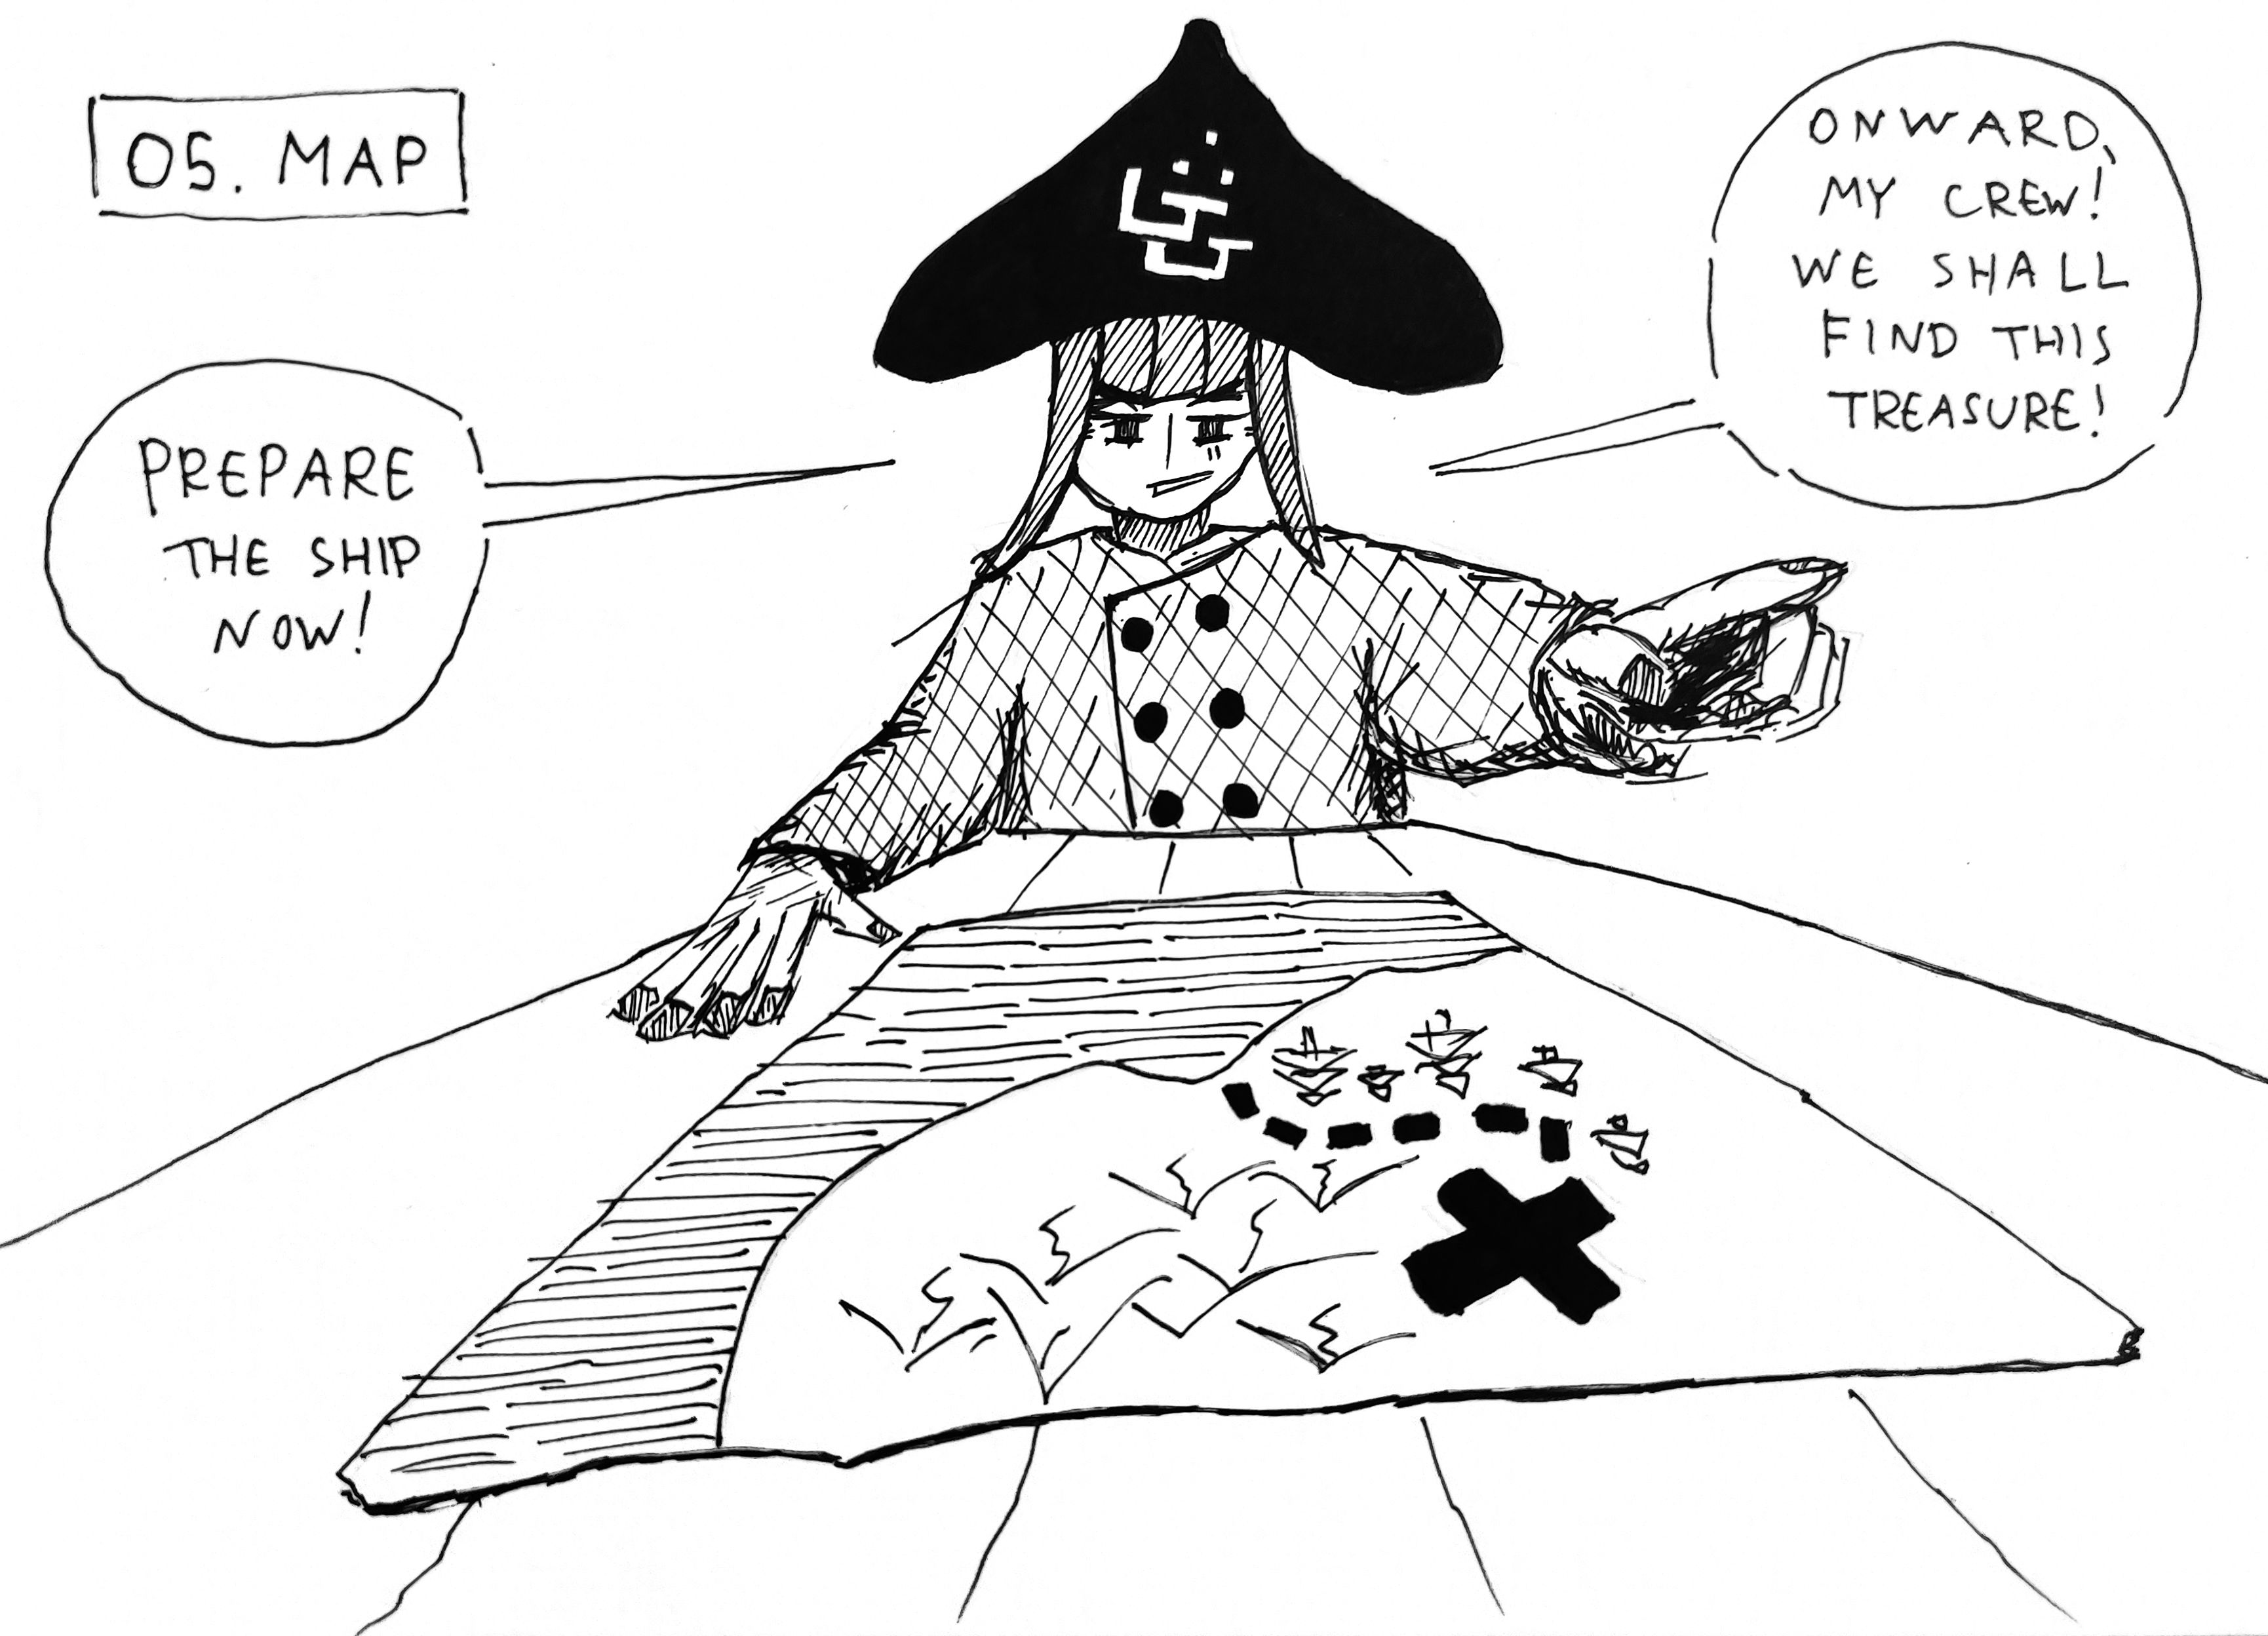 05. MAP
PREPARE
THE SHIP
NOW!
ONWARD,
MY CREW!
WE SHALL
FIND THIS
TREASURE!